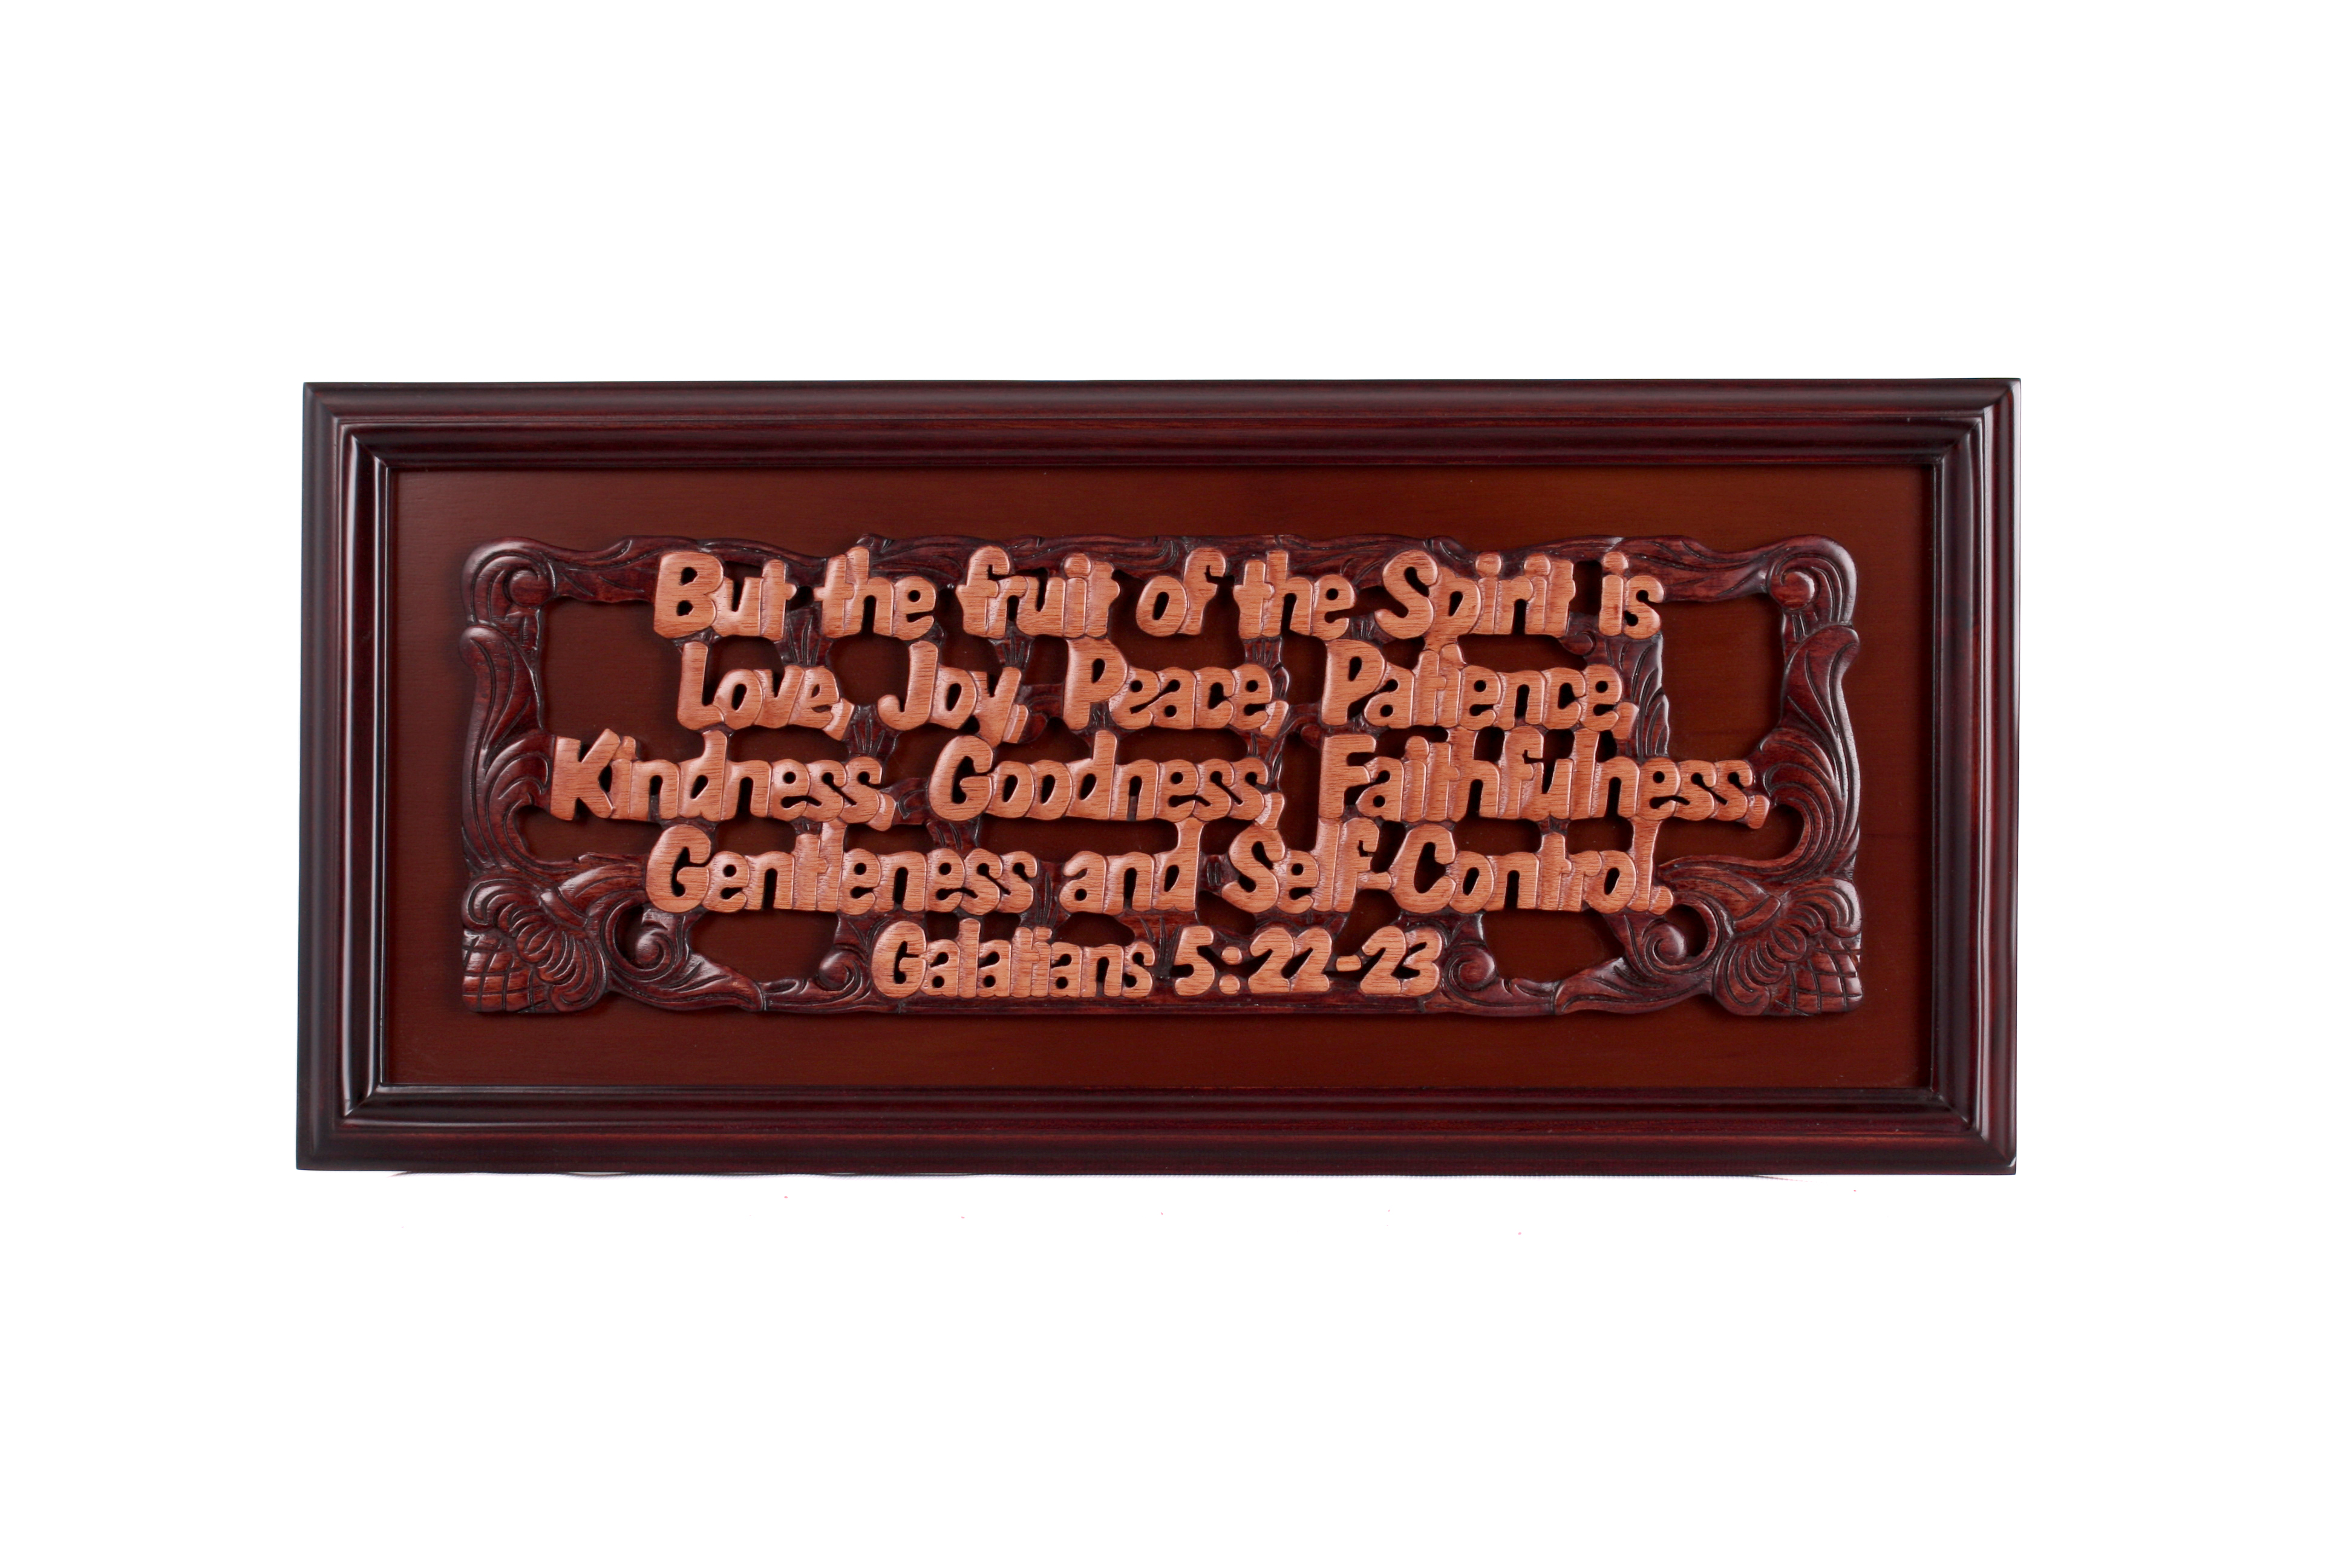 But the fruit of the Spirit is
Love, Joy, Peace, Patience,
Kindness, Goodness, Faithfulness,
Gentleness and Self-Control.
Galatians 5:22-23